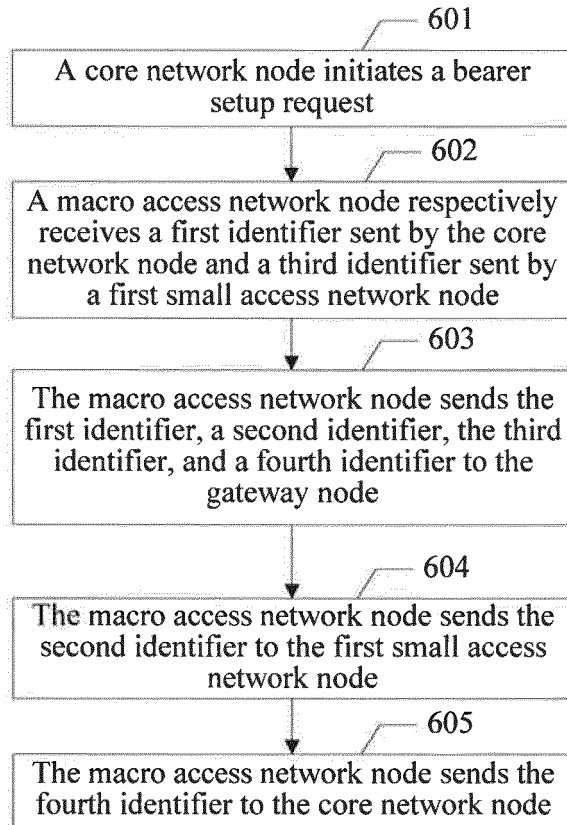 601
A core network node initiates a bearer
setup request
602
A macro access network node respectively
receives a first identifier sent by the core
network node and a third identifier sent by
a first small access network node
603
The macro access network node sends the
first identifier, a second identifier, the third
identifier, and a fourth identifier to the
gateway node
604
The macro access network node sends the
second identifier to the first small access
network node
605
The macro access network node sends the
fourth identifier to the core network node